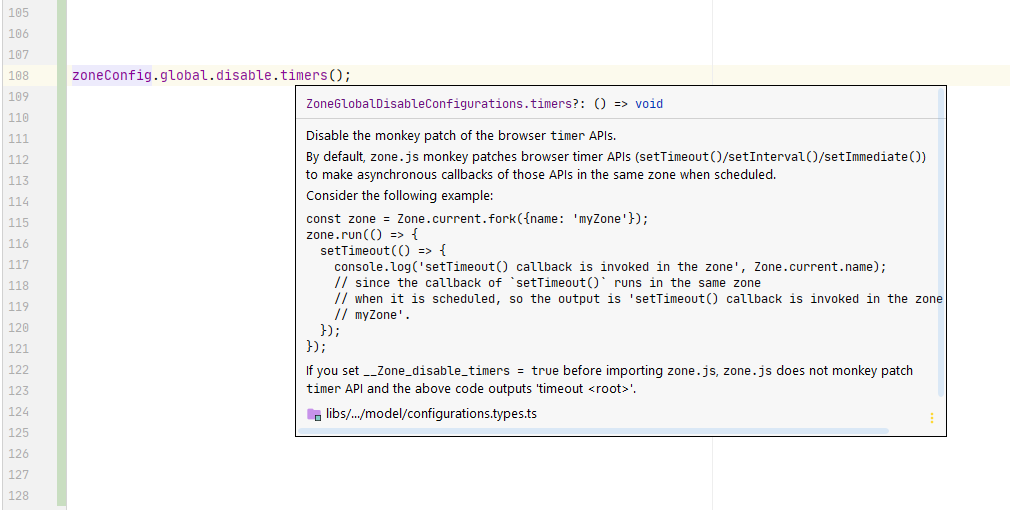 105
106
107
108 zoneConfig.global.disable.timers();
109
110
111
112
113
114
115
116
117
118
119
120
121
122
123
124
125
126
127
128
ZoneGlobalDisableConfigurations.timers?: () => void
Disable the monkey patch of the browser timer APIs.
By default, zone.js monkey patches browser timer APIs (setTimeout()/setInterval()/setImmediate())
to make asynchronous callbacks of those APIs in the same zone when scheduled.
Consider the following example:
const zone = Zone.current.fork({name: 'myZone'});
zone.run(() => {
  setTimeout(() => {
    console.log('setTimeout() callback is invoked in the zone', Zone.current.name);
    // since the callback of `setTimeout()` runs in the same zone
    // when it is scheduled, so the output is 'setTimeout() callback is invoked in the zone
    // myZone'.
  });
});
If you set __Zone_disable_timers = true before importing zone.js, zone.js does not monkey patch
timer API and the above code outputs 'timeout <root>'.
libs/.../model/configurations.types.ts